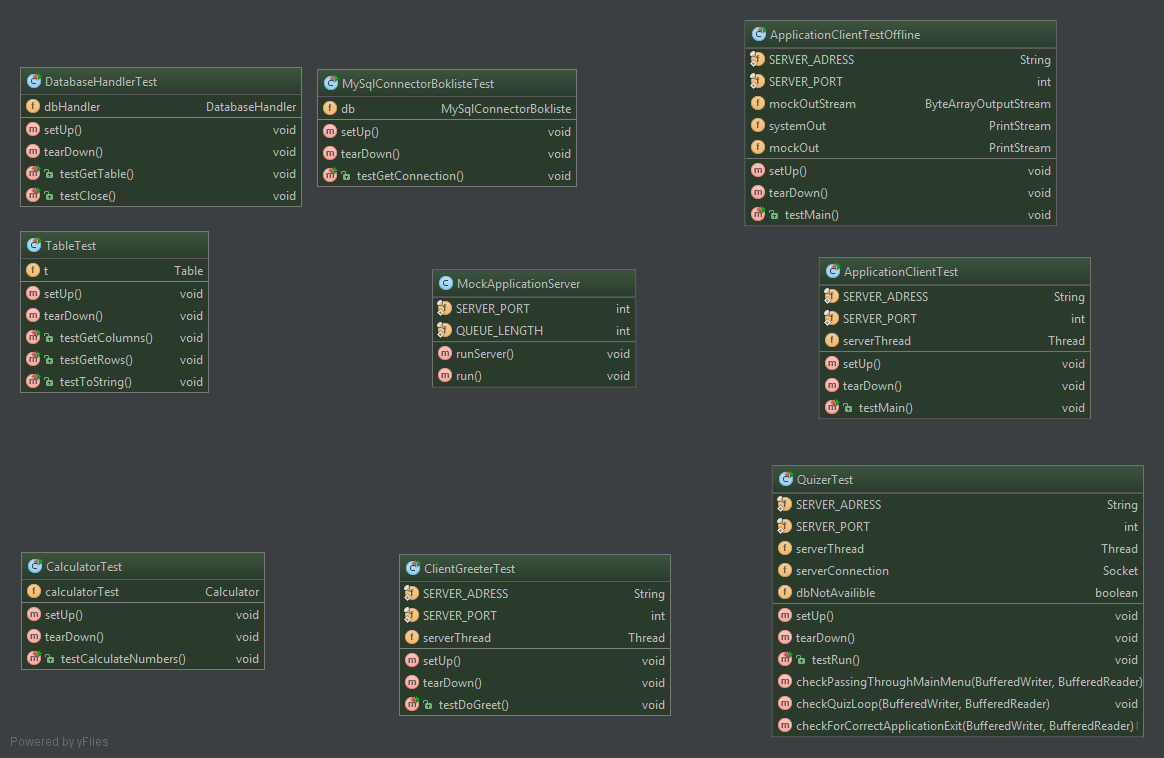 DatabaseHandlerTest
dbHandler DatabaseHandler
setUp() void
tearDown() void
testGetTable() void
testClose() void
MySqlConnectorBoklisteTest
db MySqlConnectorBokliste
setUp() void
tearDown() void
testGetConnection() void
ApplicationClientTestOffline
SERVER_ADRESS String
SERVER_PORT int
mockOutStream ByteArrayOutputStream
systemOut PrintStream
mockOut PrintStream
setUp() void
tearDown() void
testMain() void
TableTest
t Table
setUp() void
tearDown() void
testGetColumns() void
testGetRows() void
testToString() void
MockApplicationServer
SERVER_PORT int
QUEUE_LENGTH int
runServer() void
run() void
ApplicationClientTest
SERVER_ADRESS String
SERVER_PORT int
serverThread Thread
setUp() void
tearDown() void
testMain() void
CalculatorTest
calculatorTest Calculator
setUp() void
tearDown() void
testCalculateNumbers() void
ClientGreeterTest
SERVER_ADRESS String
SERVER_PORT int
serverThread Thread
setUp() void
tearDown() void
testDoGreet() void
QuizerTest
SERVER_ADRESS String
SERVER_PORT int
serverThread Thread
serverConnection Socket
dbNotAvailible boolean
setUp() void
tearDown() void
testRun() void
checkPassingThroughMainMenu(BufferedWriter, BufferedReader)
checkQuizLoop(BufferedWriter, BufferedReader) void
checkForCorrectApplicationExit(BufferedWriter, BufferedReader)
Powered by yFiles